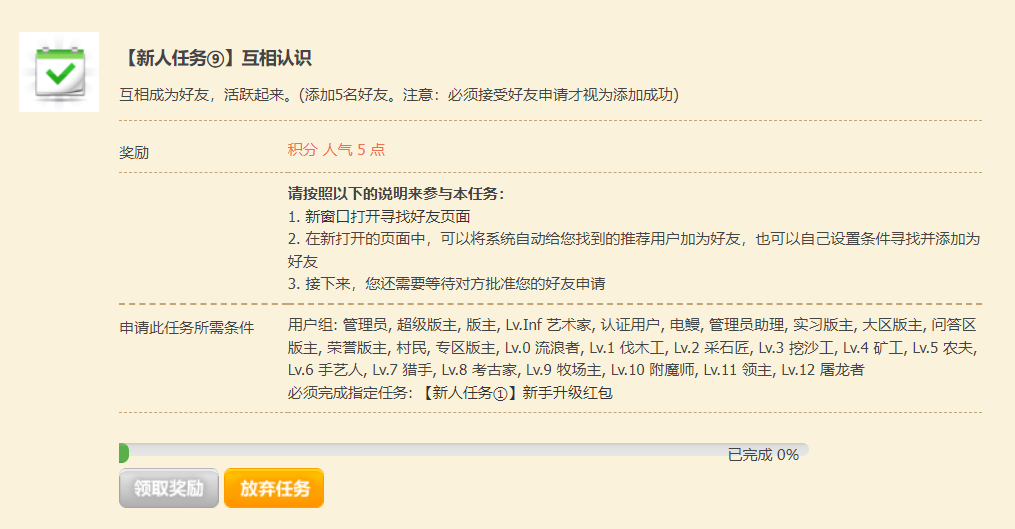 【新人任务⑨】互相认识
互相成为好友，活跃起来。(添加5名好友。注意：必须接受好友申请才视为添加成功)
奖励
积分 人气 5 点
请按照以下的说明来参与本任务：
1. 新窗口打开寻找好友页面
2. 在新打开的页面中，可以将系统自动给您找到的推荐用户加为好友，也可以自己设置条件寻找并添加为
好友
3. 接下来，您还需要等待对方批准您的好友申请
申请此任务所需条件
用户组: 管理员, 超级版主, 版主, Lv.Inf 艺术家, 认证用户, 电鳗, 管理员助理, 实习版主, 大区版主, 问答区
版主, 荣誉版主, 村民, 专区版主, Lv.0 流浪者, Lv.1 伐木工, Lv.2 采石匠, Lv.3 挖沙工, Lv.4 矿工, Lv.5 农夫,
Lv.6 手艺人, Lv.7 猎手, Lv.8 考古家, Lv.9 牧场主, Lv.10 附魔师, Lv.11 领主, Lv.12 屠龙者
必须完成指定任务: 【新人任务①】新手升级红包
已完成 0%
领取奖励 放弃任务